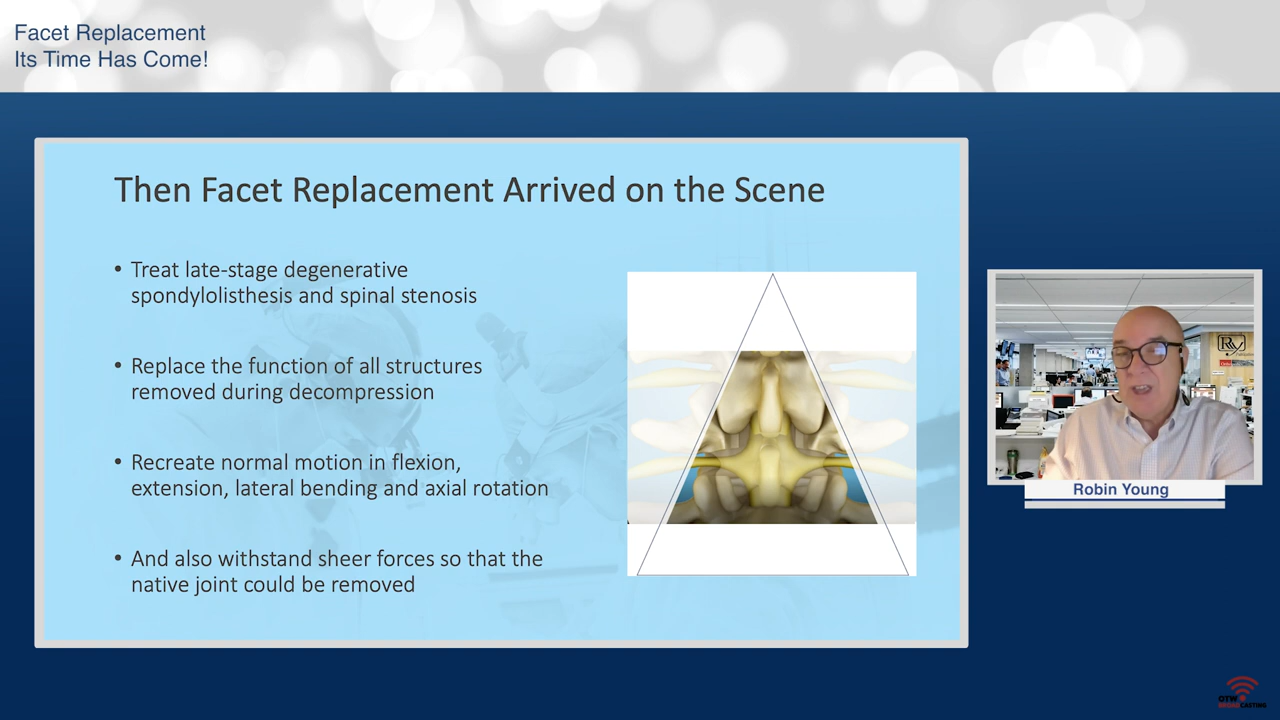 Facet Replacement
Its Time Has Come!
Then Facet Replacement Arrived on the Scene
• Treat late-stage degenerative
spondylolisthesis and spinal stenosis
• Replace the function of all structures
removed during decompression
• Recreate normal motion in flexion,
extension, lateral bending and axial rotation
• And also withstand sheer forces so that the
native joint could be removed
Robin Young
OTW
BROADCASTING